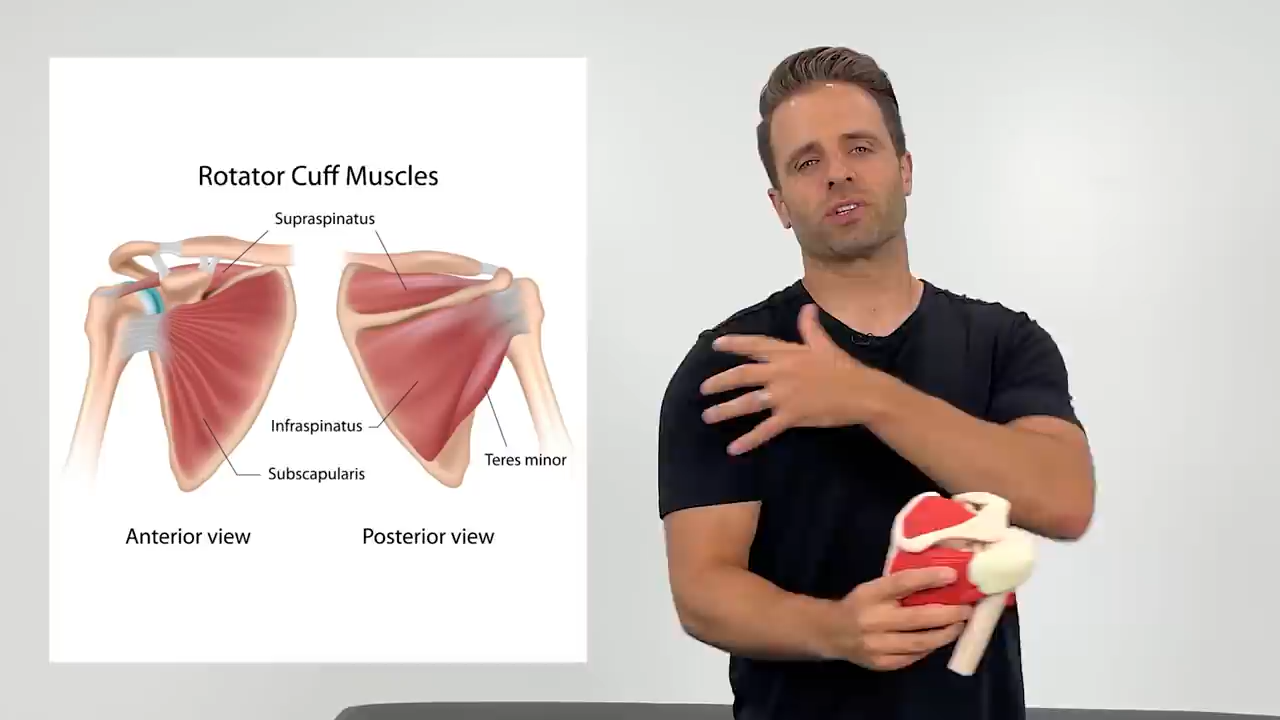 Rotator Cuff Muscles
Supraspinatus
Infraspinatus
Teres minor
Subscapularis
Anterior view
Posterior view